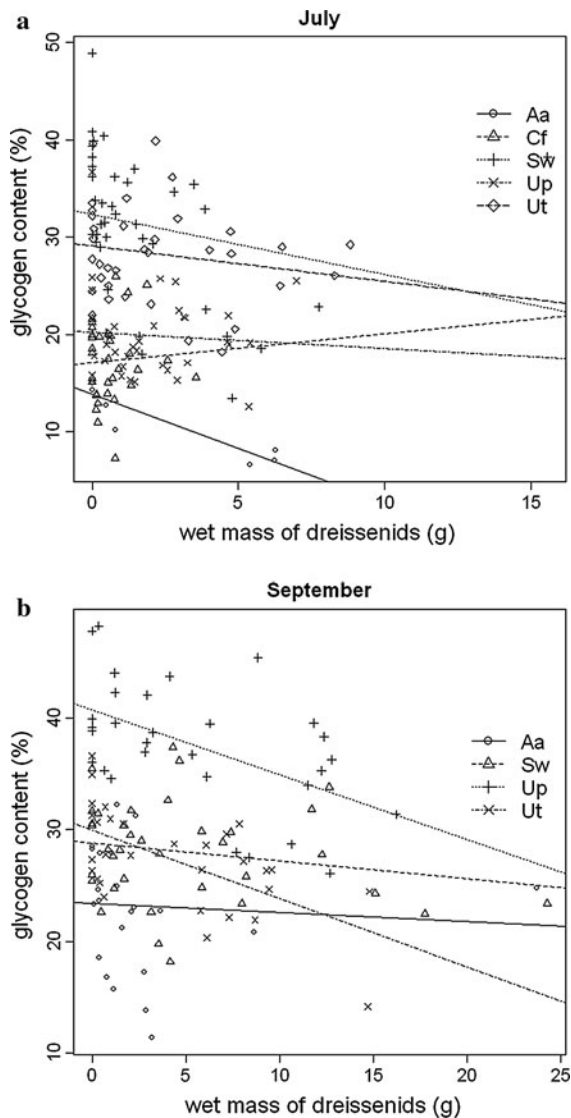 a
July
glycogen content (%)
50
40
30
20
10
Aa
Cf
Sw
Up
Ut
0
5
10
15
wet mass of dreissenids (g)
b
September
glycogen content (%)
40
30
20
10
Aa
Sw
Up
Ut
0
5
10
15
20
25
wet mass of dreissenids (g)